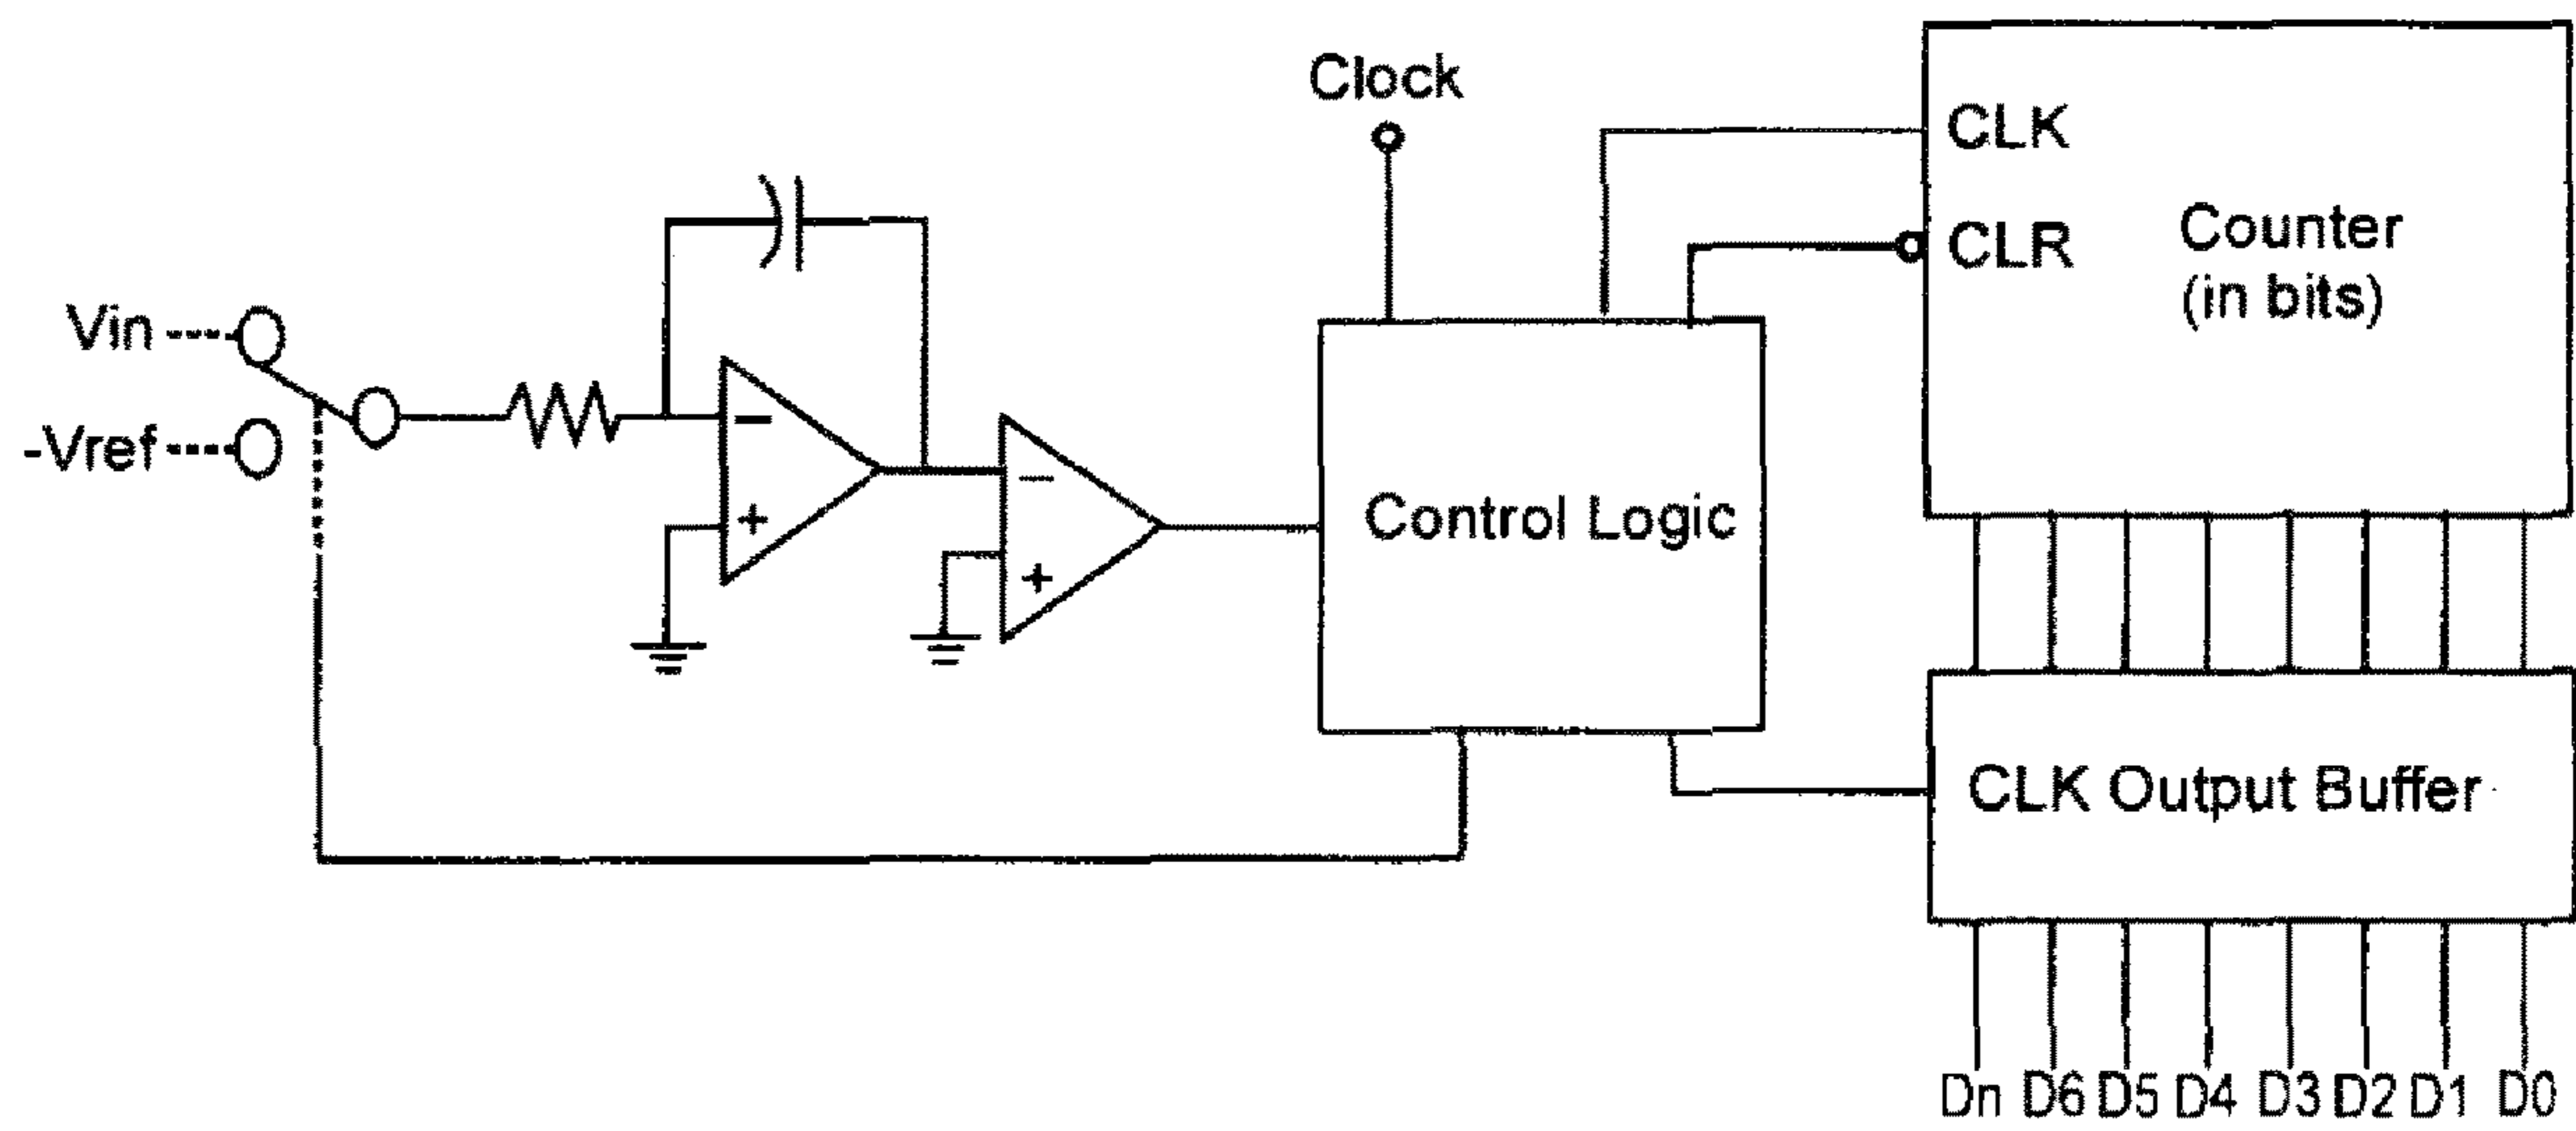 Clock
CLK
CLR
Counter
(in bits)
Vin
-Vref
−
+
−
+
Control Logic
CLK Output Buffer
Dn D6 D5 D4 D3 D2 D1 D0